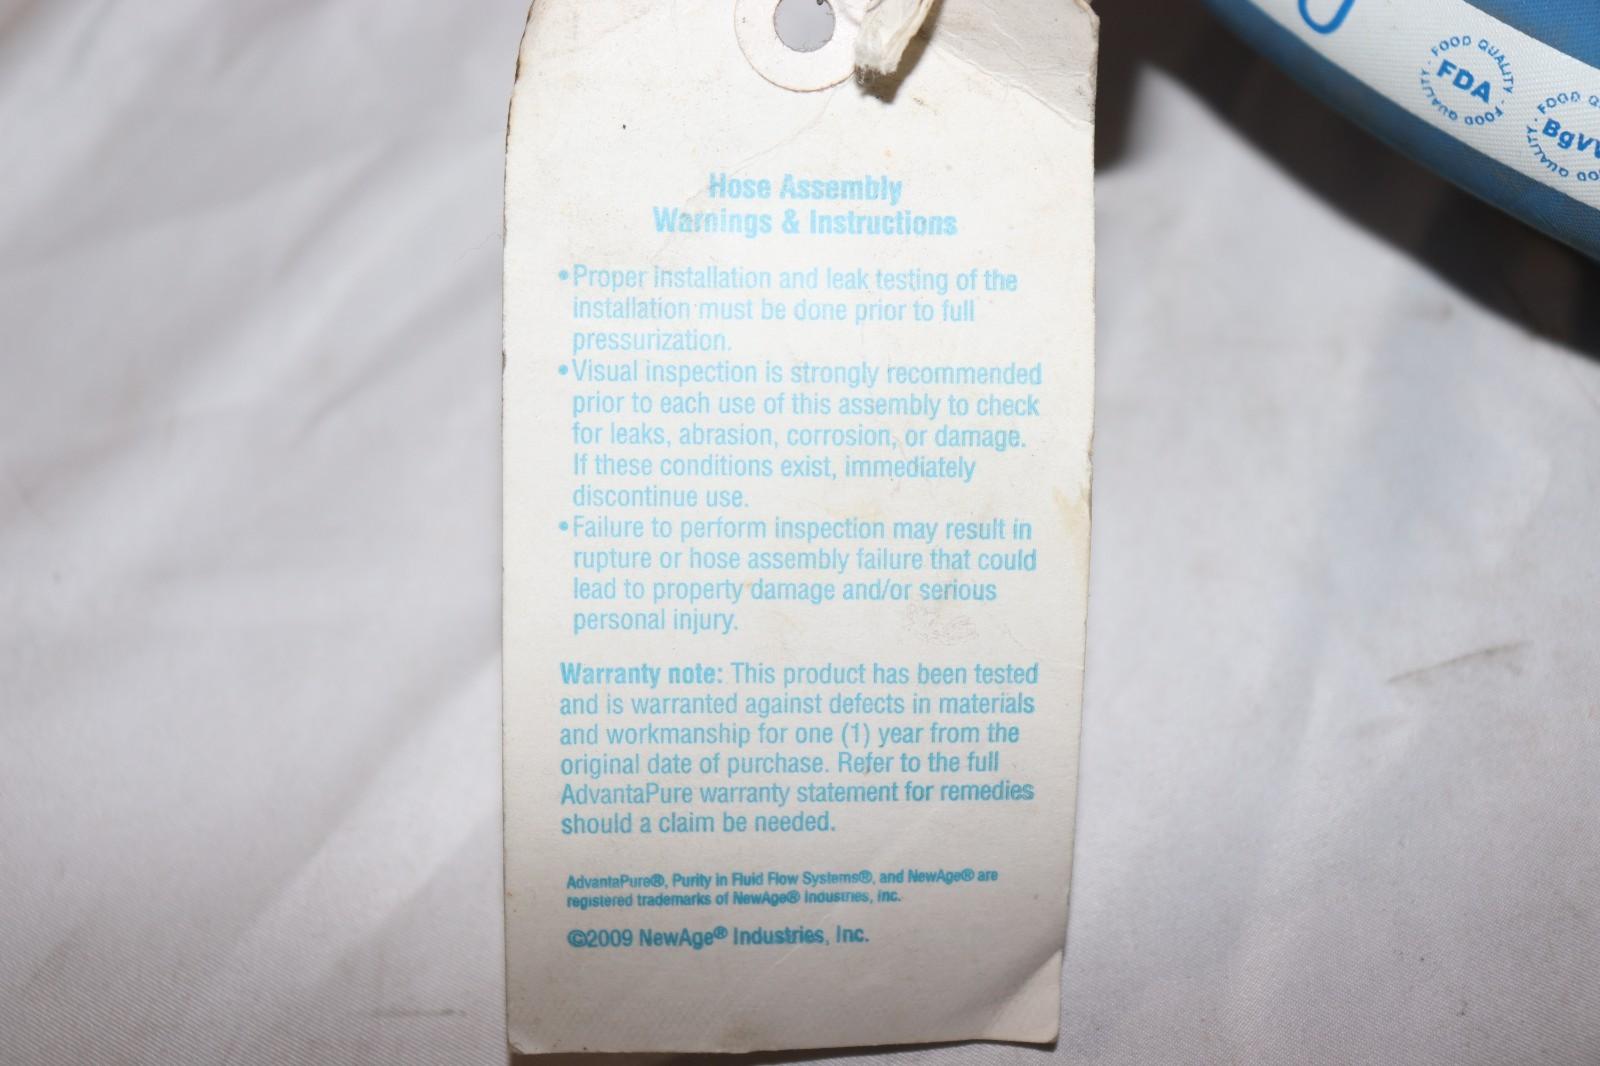 Hose Assembly
Warnings & Instructions
•Proper installation and leak testing of the
installation must be done prior to full
pressurization.
•Visual inspection is strongly recommended
prior to each use of this assembly to check
for leaks, abrasion, corrosion, or damage.
If these conditions exist, immediately
discontinue use.
•Failure to perform inspection may result in
rupture or hose assembly failure that could
lead to property damage and/or serious
personal injury.
Warranty note: This product has been tested
and is warranted against defects in materials
and workmanship for one (1) year from the
original date of purchase. Refer to the full
AdvantaPure warranty statement for remedies
should a claim be needed.
AdvantaPure®, Purity in Fluid Flow Systems®, and NewAge® are
registered trademarks of NewAge® Industries, Inc.
©2009 NewAge® Industries, Inc.
FOOD QUALITY · FOOD QUALITY ·
FDA
FOOD
QUALITY